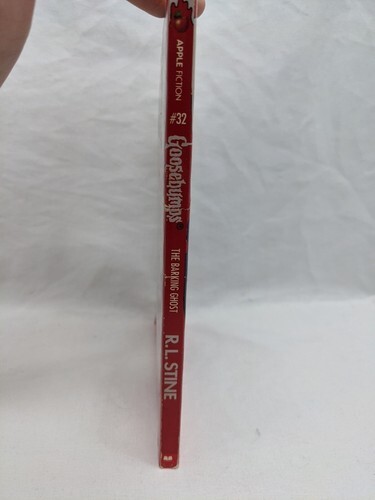 APPLE FICTION
#32
Goosebumps
THE BARKING GHOST
R.L. STINE